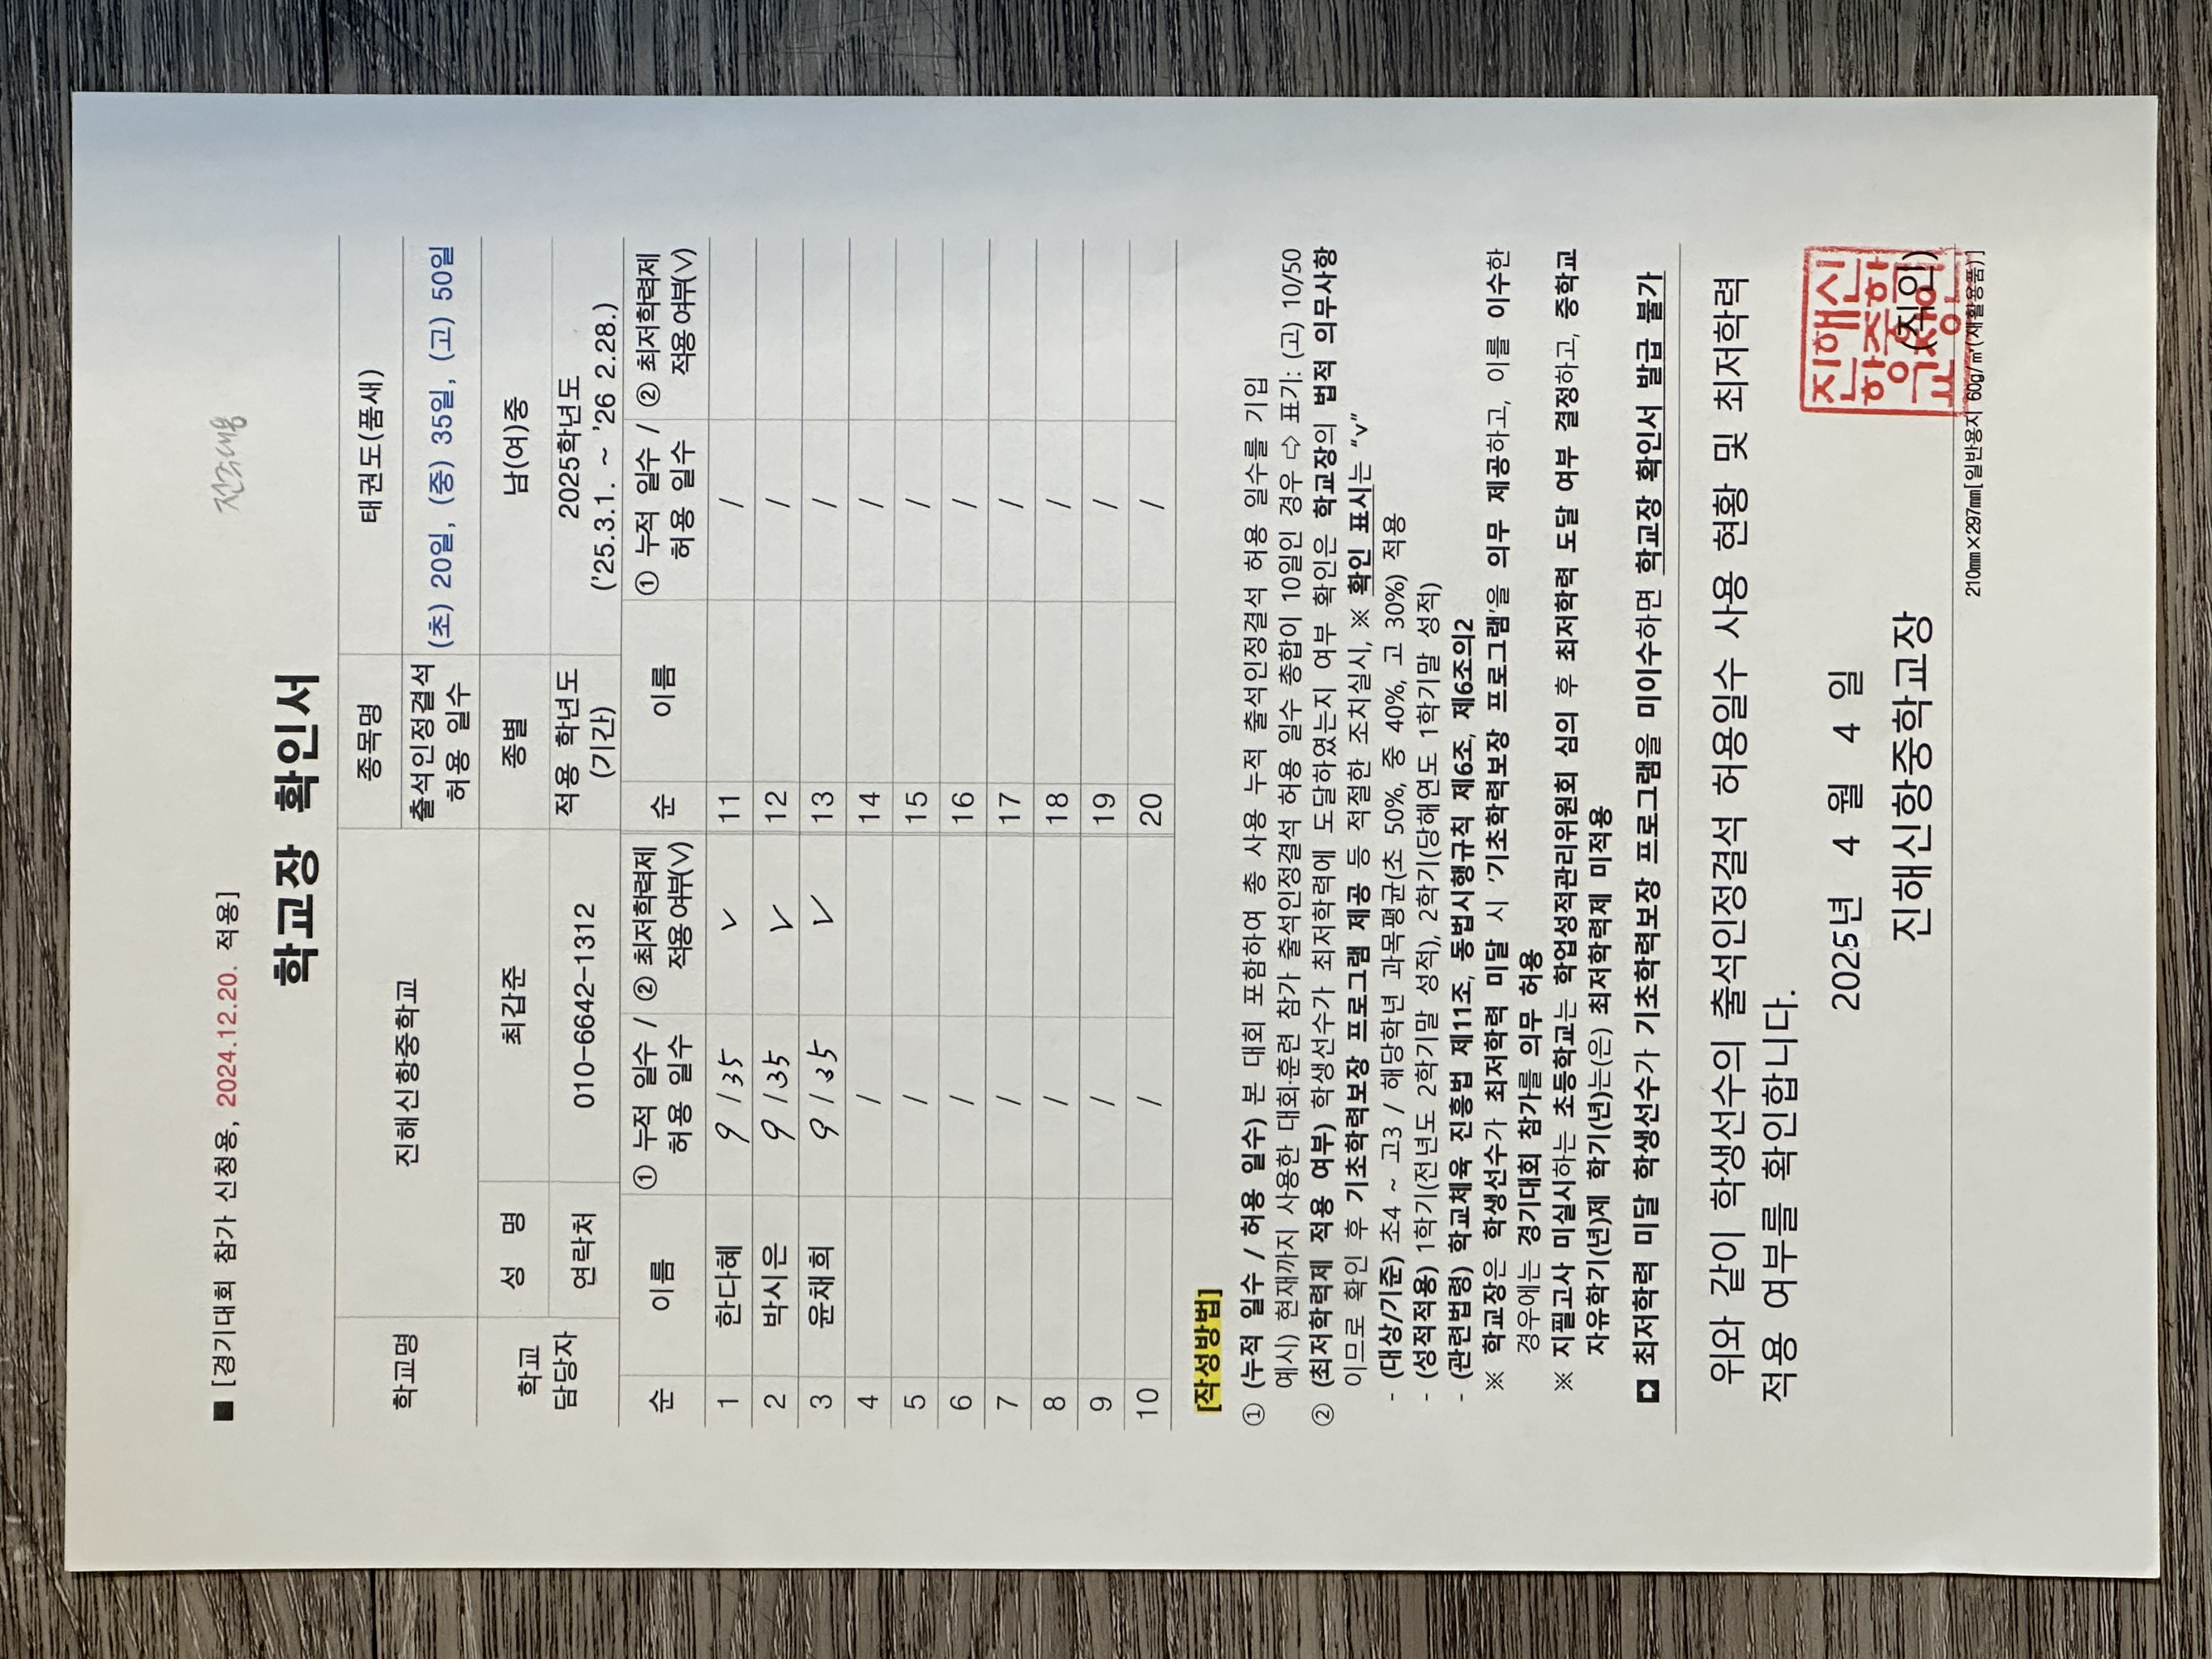 ■ [경기대회 참가 신청용, 2024.12.20. 적용]
학교장 확인서
학교명 진해신항중학교 종목명 태권도(품새)
출석인정결석 허용 일수 (초) 20일, (중) 35일, (고) 50일
학교 담당자 성 명 최갑준 종별 남(여)중
연락처 010-6642-1312 적용 학년도 (기간) 2025학년도 ('25.3.1. ~ '26 2.28.)
순 이름 ① 누적 일수 / 허용 일수 ② 최저학력제 적용 여부(V) 순 이름 ① 누적 일수 / 허용 일수 ② 최저학력제 적용 여부(V)
1 한다혜 9 / 35 V 11 /
2 박시은 9 / 35 V 12 /
3 윤채희 9 / 35 V 13 /
4 / 14 /
5 / 15 /
6 / 16 /
7 / 17 /
8 / 18 /
9 / 19 /
10 / 20 /
[작성방법]
① (누적 일수 / 허용 일수) 본 대회 포함하여 총 사용 누적 출석인정결석 허용 일수를 기입
예시) 현재까지 사용한 대회·훈련 참가 출석인정결석 허용 일수 총합이 10일인 경우 ⇨ 표기: (고) 10/50
② (최저학력제 적용 여부) 학생선수가 최저학력에 도달하였는지 여부 확인은 학교장의 법적 의무사항
이므로 확인 후 기초학력보장 프로그램 제공 등 적절한 조치실시, ※ 확인 표시는 “v”
- (대상/기준) 초4 ~ 고3 / 해당학년 과목평균(초 50%, 중 40%, 고 30%) 적용
- (성적적용) 1학기(전년도 2학기말 성적), 2학기(당해연도 1학기말 성적)
- (관련법령) 학교체육 진흥법 제11조, 동법시행규칙 제6조, 제6조의2
※ 학교장은 학생선수가 최저학력 미달 시 '기초학력보장 프로그램'을 의무 제공하고, 이를 이수한
경우에는 경기대회 참가를 의무 허용
※ 지필고사 미실시하는 초등학교는 학업성적관리위원회 심의 후 최저학력 도달 여부 결정하고, 중학교
자유학기(년)제 학기(년)는(은) 최저학력제 미적용
➡ 최저학력 미달 학생선수가 기초학력보장 프로그램을 미이수하면 학교장 확인서 발급 불가
위와 같이 학생선수의 출석인정결석 허용일수 사용 현황 및 최저학력
적용 여부를 확인합니다.
2025년 4 월 4 일
진해신항중학교장 (직인)
진해신
항중학
교장인
210㎜×297㎜[일반용지 60g/㎡(재활용품)]